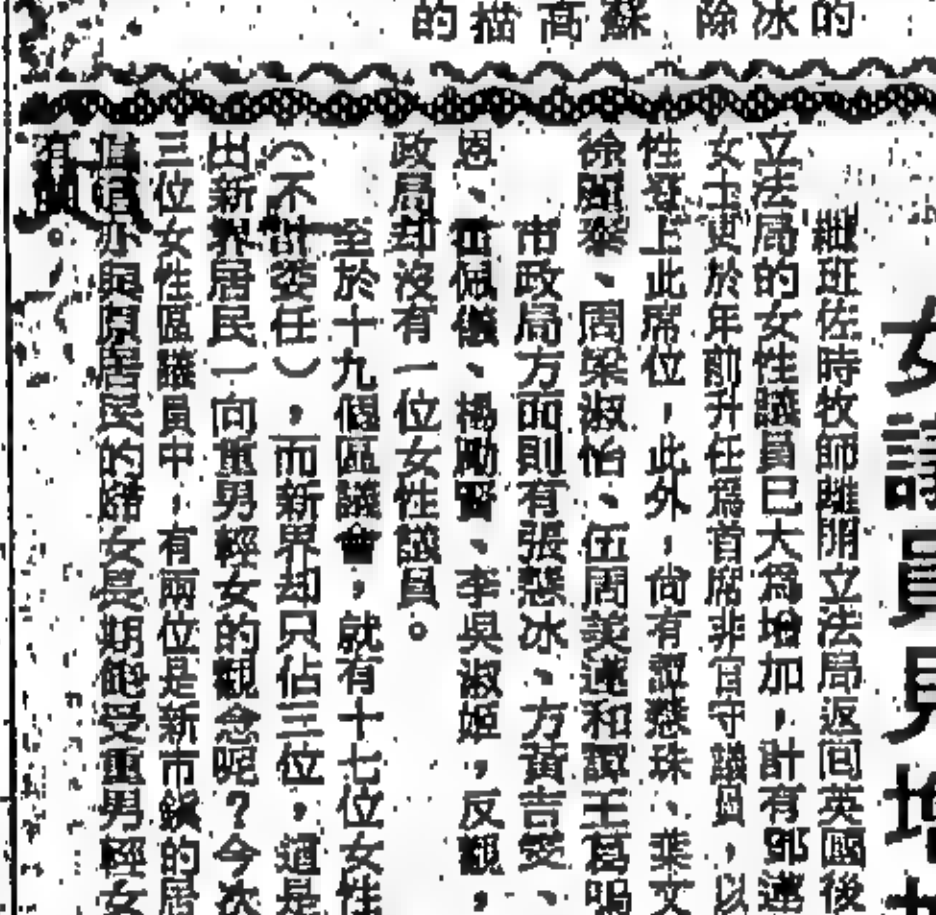 的冰除 蘇高描的
女議員見增
繼班佐時牧師離開立法局返回英國後
立法局的女性議員已大為增加，計有鄧蓮
女士更於年前升任為首席非官守議員，以
性登上此席位，此外，尚有譚惠珠、葉文
徐、周梁淑怡、伍周美蓮和譚王葛鳴
市政局方面則有張慧冰、方黃吉雯、
恩、佩儀、楊勵賢、李吳淑姬，反觀，
政局却沒有一位女性議員。
至於十九個區議會，就有十七位女性
（不計委任），而新界却只佔三位，這是
出新界居民一向重男輕女的觀念呢？今次
三位女性區議員中，有兩位是新市鎮的居
亦與原居民的婦女長期飽受重男輕女
有。